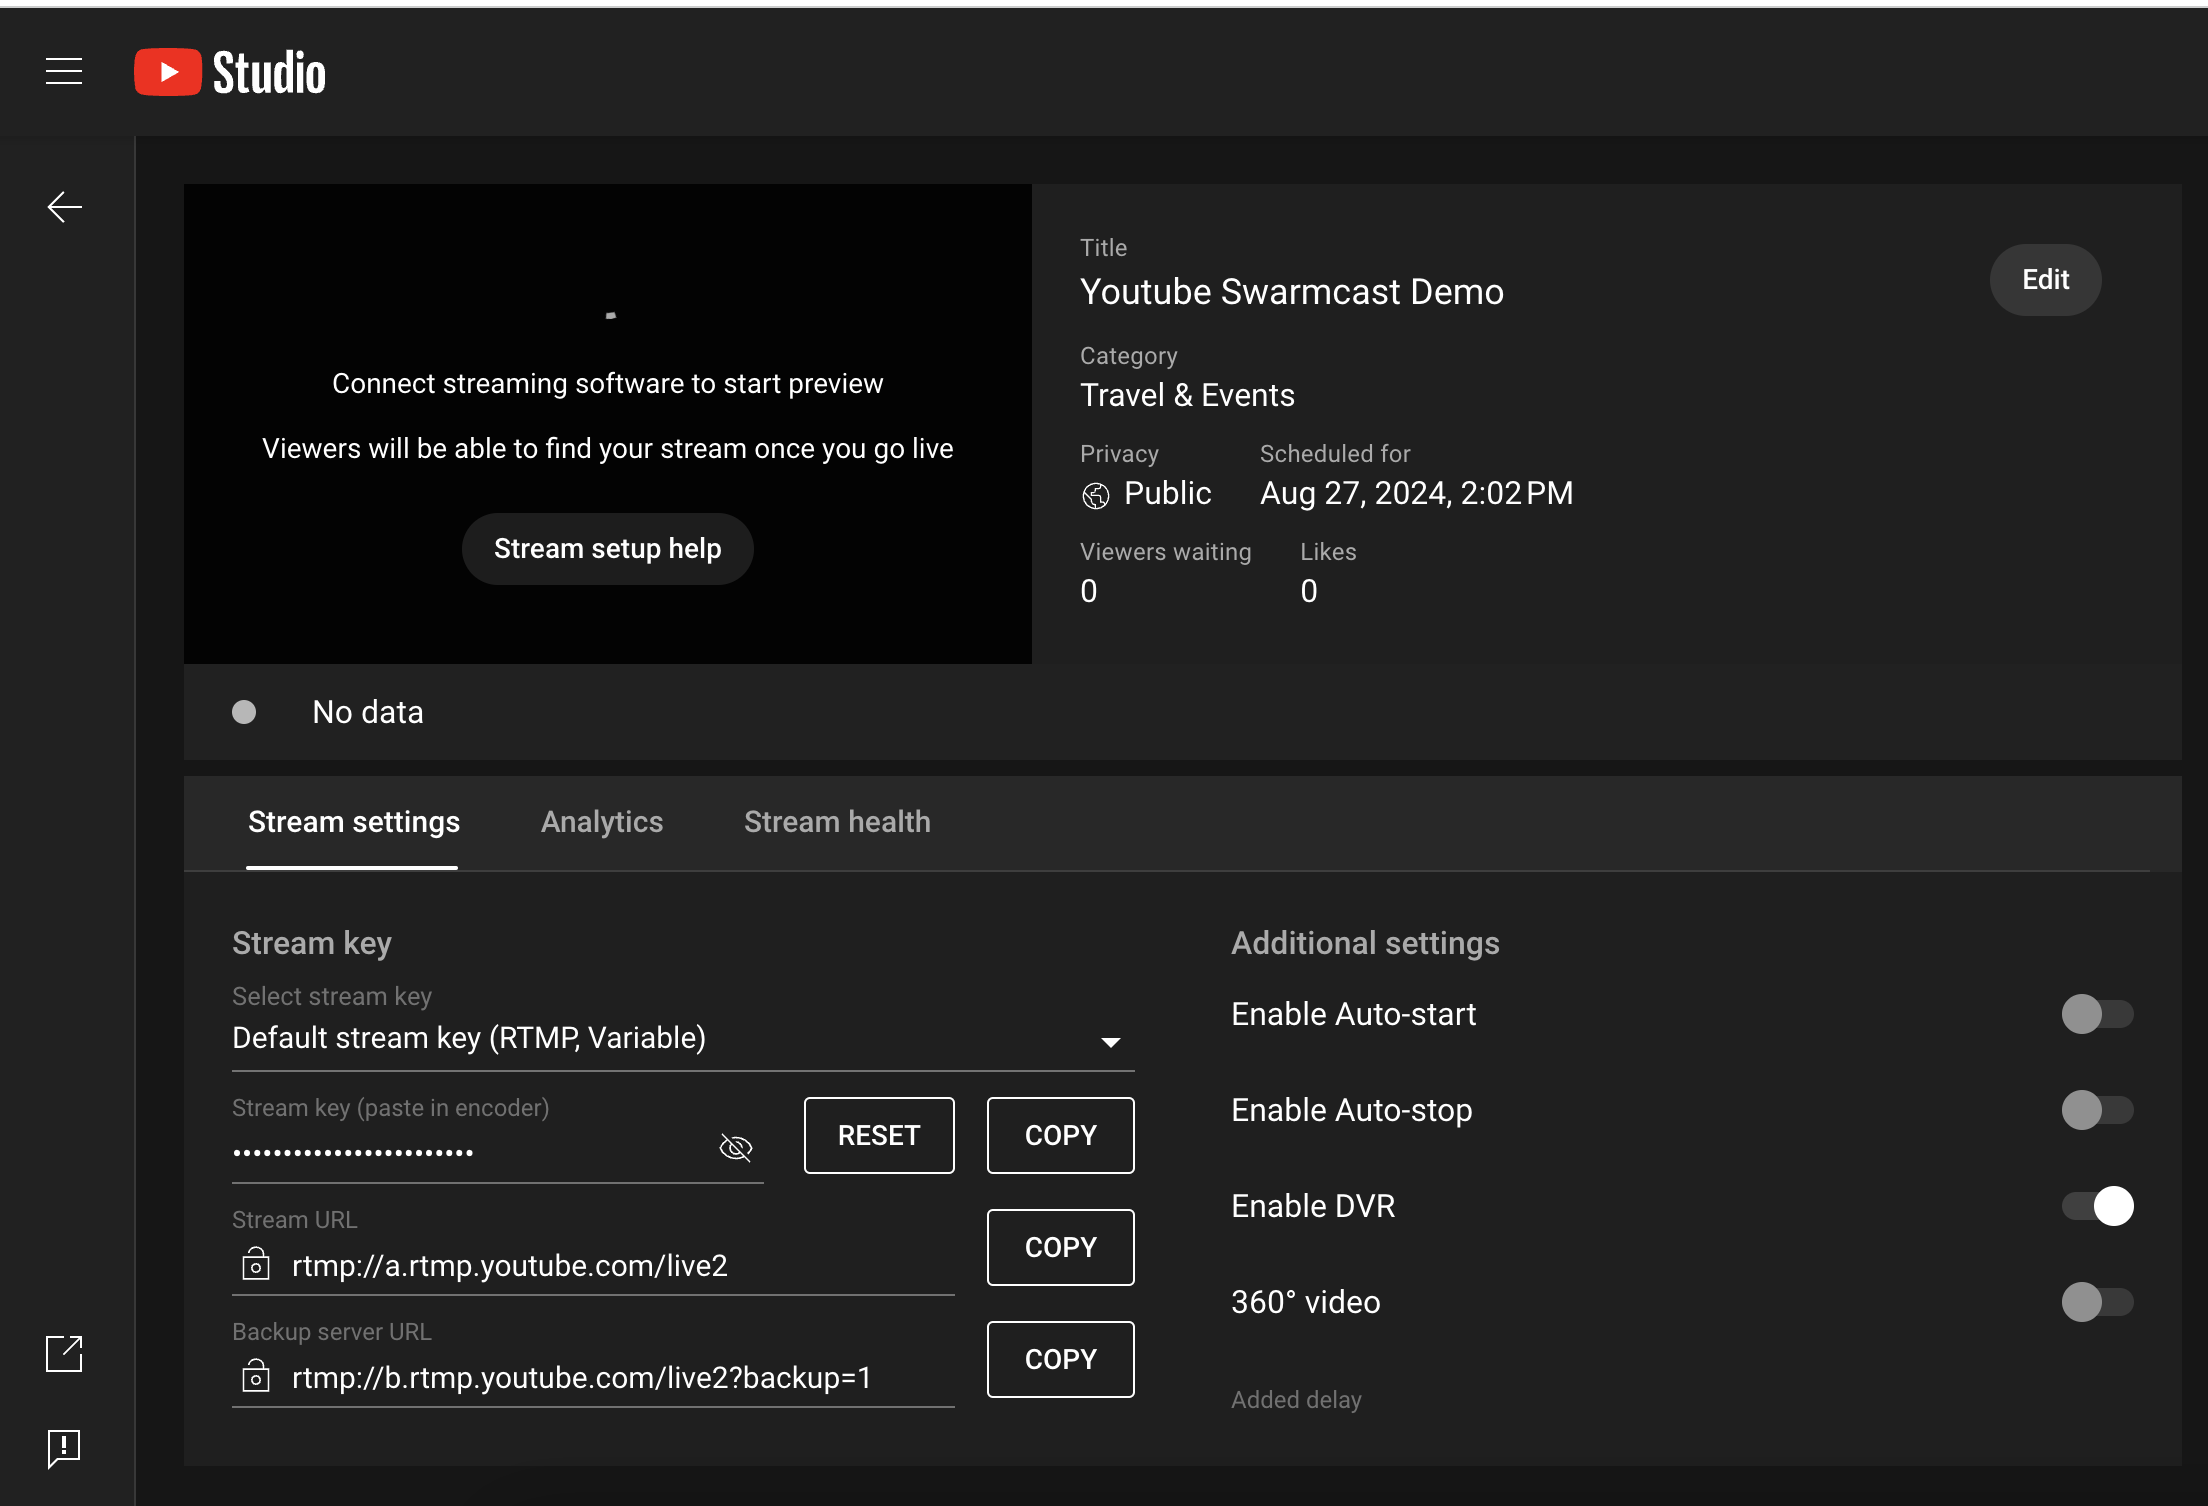 Studio
Connect streaming software to start preview
Viewers will be able to find your stream once you go live
Stream setup help
Title
Youtube Swarmcast Demo
Edit
Category
Travel & Events
Privacy
Scheduled for
Public
Aug 27, 2024, 2:02 PM
Viewers waiting
Likes
0
0
No data
Stream settings
Analytics
Stream health
Stream key
Select stream key
Default stream key (RTMP, Variable)
Stream key (paste in encoder)
••••••••••••••••••••••••
RESET
COPY
Stream URL
rtmp://a.rtmp.youtube.com/live2
COPY
Backup server URL
rtmp://b.rtmp.youtube.com/live2?backup=1
COPY
Additional settings
Enable Auto-start
Enable Auto-stop
Enable DVR
360° video
Added delay